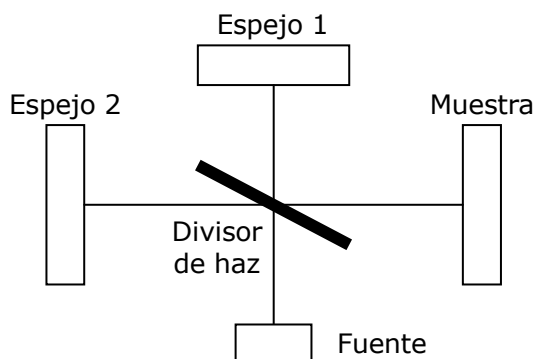 Espejo 1
Espejo 2
Muestra
Divisor
de haz
Fuente